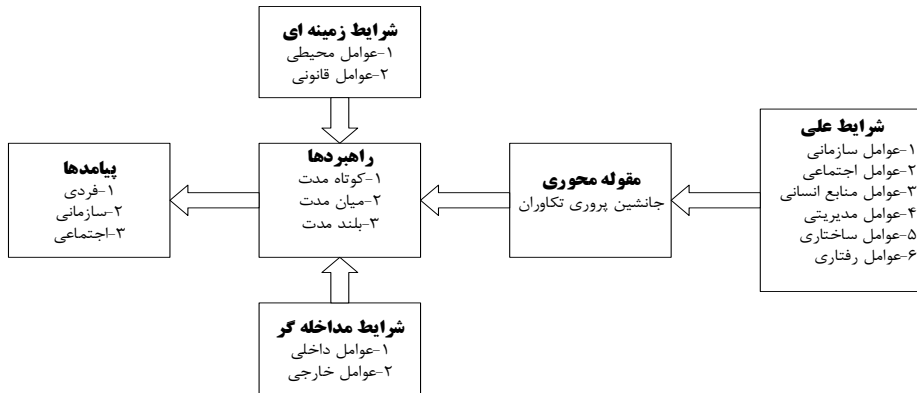 شرایط زمینه ای
۱-عوامل محیطی
۲-عوامل قانونی
شرایط علی
۱-عوامل سازمانی
۲-عوامل اجتماعی
۳-عوامل منابع انسانی
۴-عوامل مدیریتی
۵-عوامل ساختاری
۶-عوامل رفتاری
مقوله محوری
جانشین پروری تکاوران
راهبردها
۱-کوتاه مدت
۲-میان مدت
۳-بلند مدت
پیامدها
۱-فردی
۲-سازمانی
۳-اجتماعی
شرایط مداخله گر
۱-عوامل داخلی
۲-عوامل خارجی